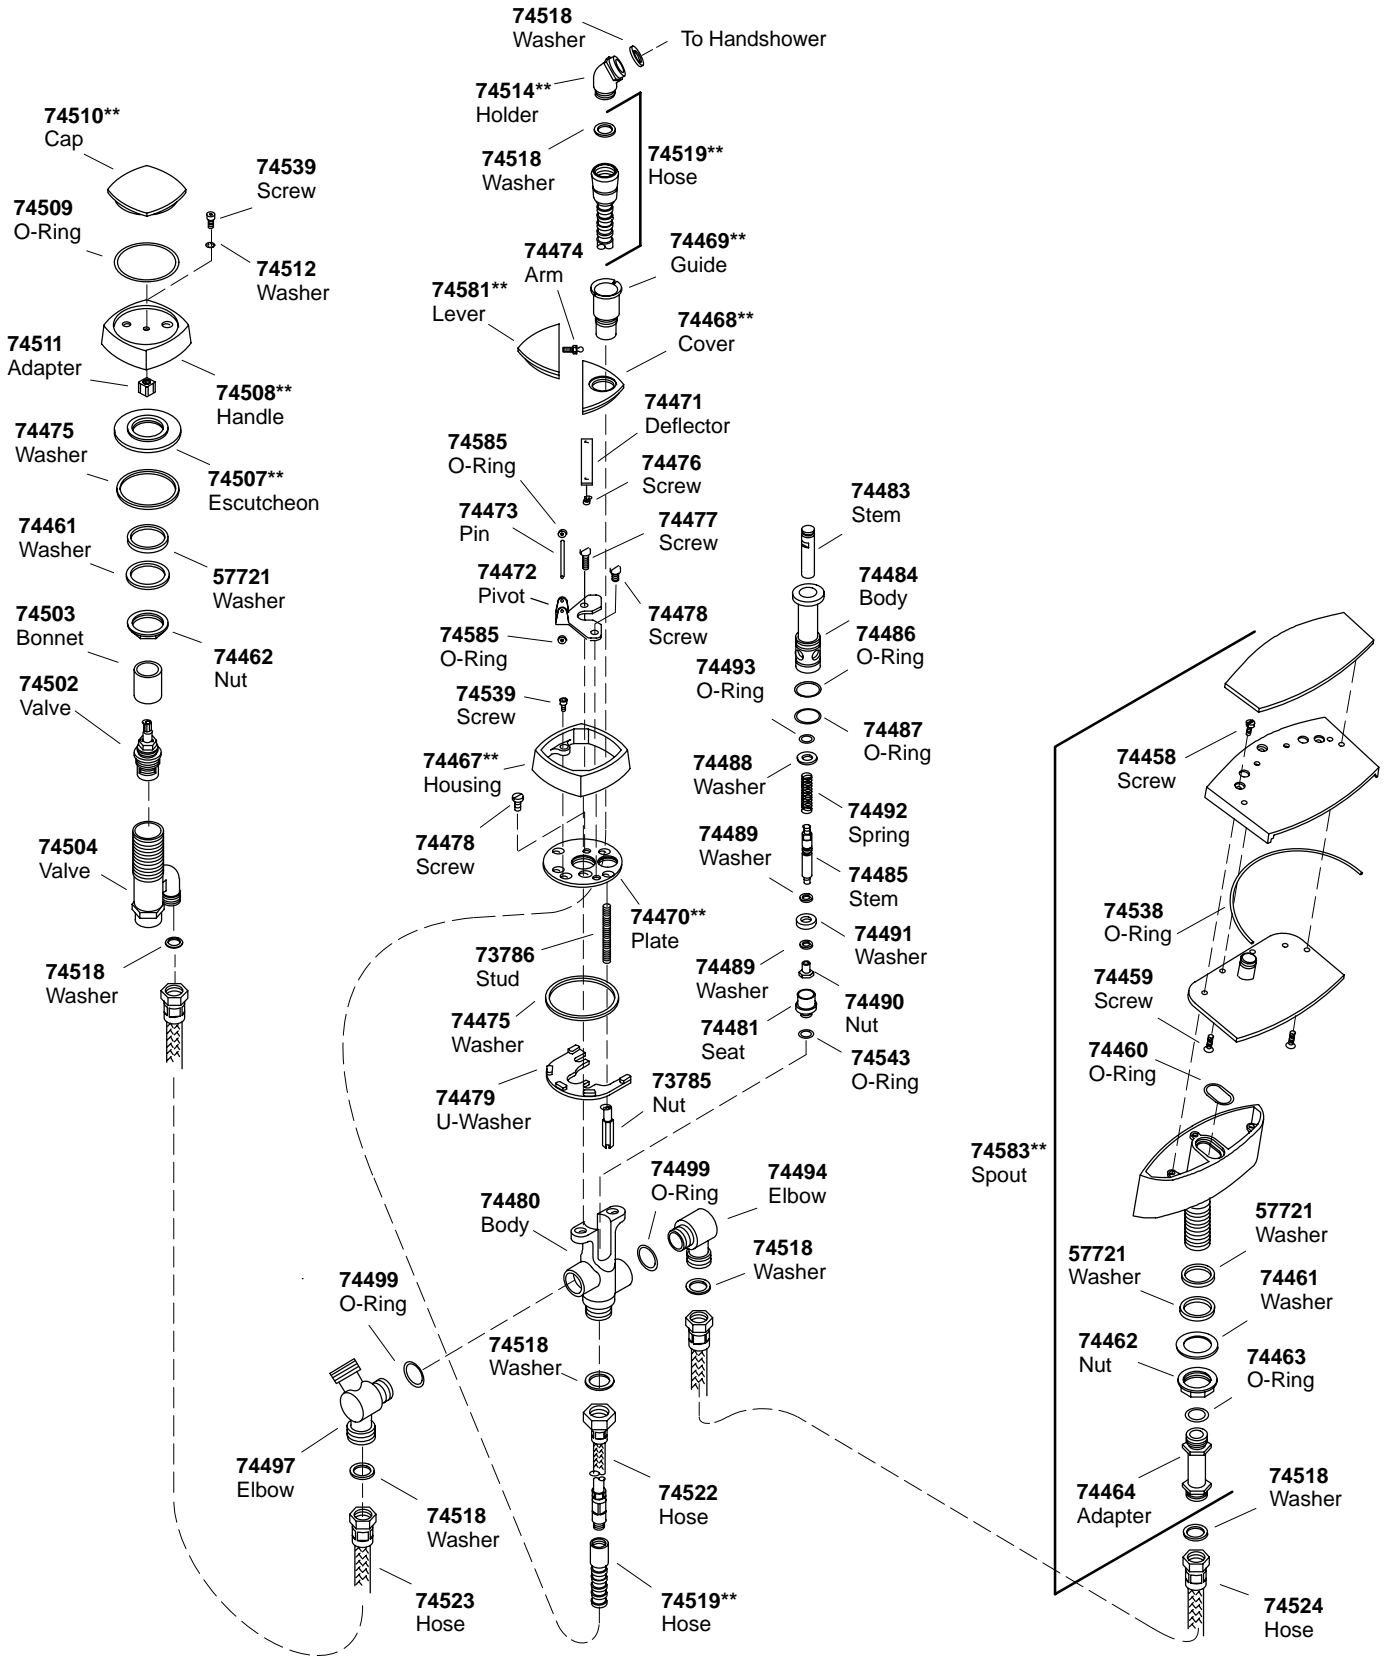 74518
Washer
To Handshower
74514**
Holder
74518
Washer
74519**
Hose
74510**
Cap
74539
Screw
74509
O-Ring
74512
Washer
74511
Adapter
74508**
Handle
74475
Washer
74507**
Escutcheon
74461
Washer
57721
Washer
74503
Bonnet
74462
Nut
74502
Valve
74504
Valve
74518
Washer
74474
Arm
74469**
Guide
74581**
Lever
74468**
Cover
74471
Deflector
74585
O-Ring
74476
Screw
74473
Pin
74477
Screw
74472
Pivot
74478
Screw
74585
O-Ring
74539
Screw
74467**
Housing
74478
Screw
74470**
Plate
73786
Stud
74475
Washer
74479
U-Washer
73785
Nut
74483
Stem
74484
Body
74486
O-Ring
74493
O-Ring
74487
O-Ring
74488
Washer
74492
Spring
74489
Washer
74485
Stem
74491
Washer
74489
Washer
74490
Nut
74481
Seat
74543
O-Ring
74480
Body
74499
O-Ring
74494
Elbow
74518
Washer
74499
O-Ring
74518
Washer
74497
Elbow
74518
Washer
74523
Hose
74522
Hose
74519**
Hose
74458
Screw
74538
O-Ring
74459
Screw
74460
O-Ring
74583**
Spout
57721
Washer
57721
Washer
74461
Washer
74462
Nut
74463
O-Ring
74464
Adapter
74518
Washer
74524
Hose